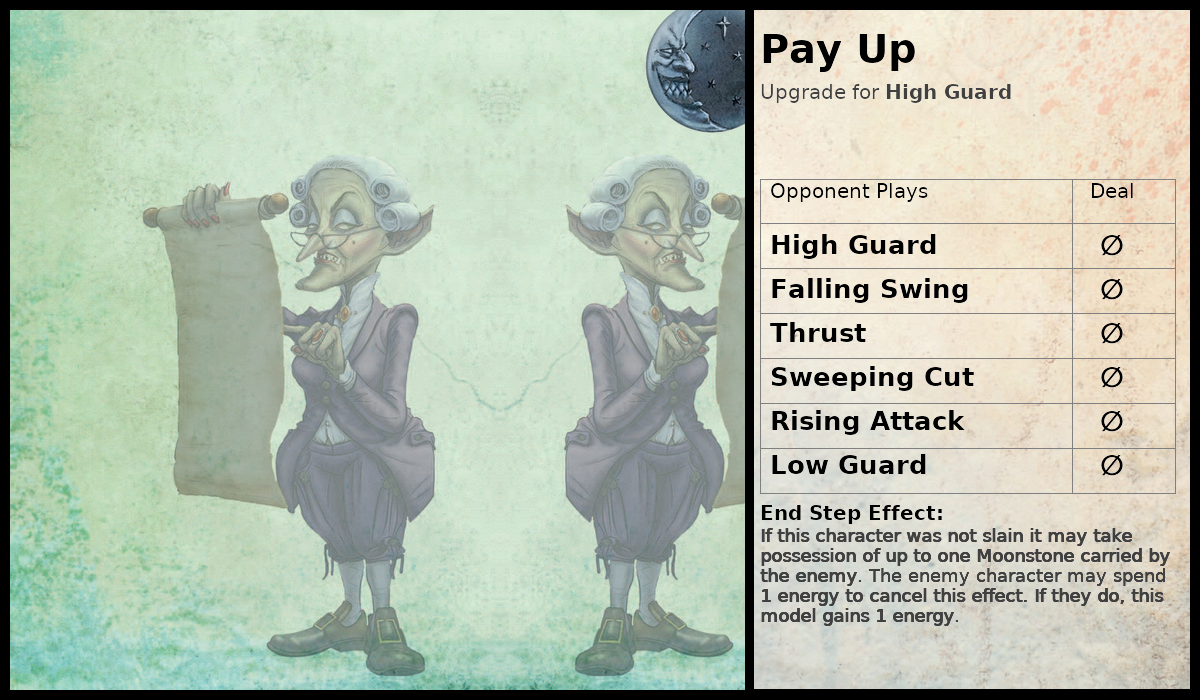 Pay Up
Upgrade for High Guard
Opponent Plays Deal
High Guard ∅
Falling Swing ∅
Thrust ∅
Sweeping Cut ∅
Rising Attack ∅
Low Guard ∅
End Step Effect:
If this character was not slain it may take
possession of up to one Moonstone carried by
the enemy. The enemy character may spend
1 energy to cancel this effect. If they do, this
model gains 1 energy.